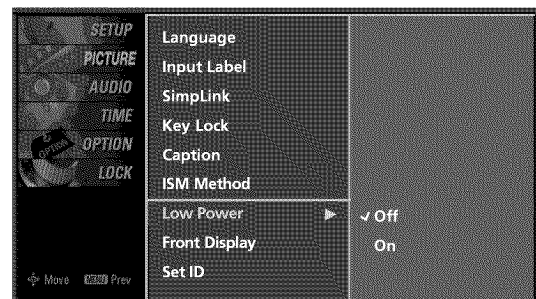 SETUP
PICTURE
AUDIO
TIME
OPTION
LOCK
Move MENU Prev
Language
Input Label
SimpLink
Key Lock
Caption
ISM Method
Low Power
Front Display
Set ID
Off
On